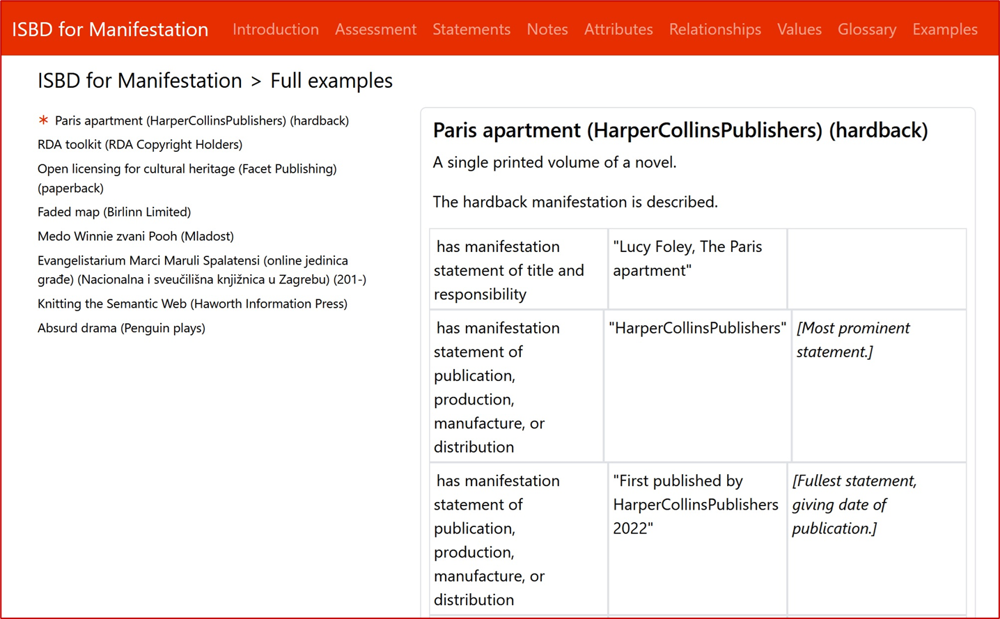 ISBD for Manifestation Introduction Assessment Statements Notes Attributes Relationships Values Glossary Examples
ISBD for Manifestation > Full examples
* Paris apartment (HarperCollinsPublishers) (hardback)
RDA toolkit (RDA Copyright Holders)
Open licensing for cultural heritage (Facet Publishing)
(paperback)
Faded map (Birlinn Limited)
Medo Winnie zvani Pooh (Mladost)
Evangelistarium Marci Maruli Spalatensi (online jedinica
građe) (Nacionalna i sveučilišna knjižnica u Zagrebu) (201-)
Knitting the Semantic Web (Haworth Information Press)
Absurd drama (Penguin plays)
Paris apartment (HarperCollinsPublishers) (hardback)
A single printed volume of a novel.
The hardback manifestation is described.
has manifestation
statement of title and
responsibility
"Lucy Foley, The Paris
apartment"
has manifestation
statement of
publication,
production,
manufacture, or
distribution
"HarperCollinsPublishers"
[Most prominent
statement.]
has manifestation
statement of
publication,
production,
manufacture, or
distribution
"First published by
HarperCollinsPublishers
2022"
[Fullest statement,
giving date of
publication.]